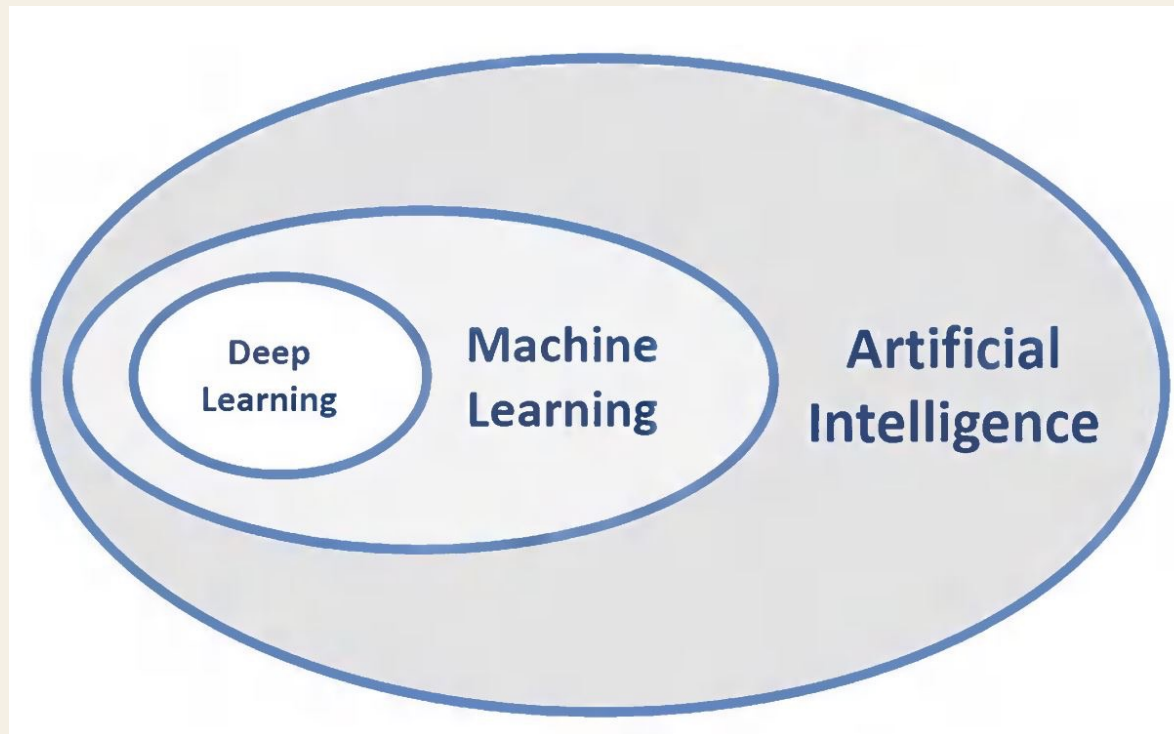 Deep
Learning
Machine
Learning
Artificial
Intelligence